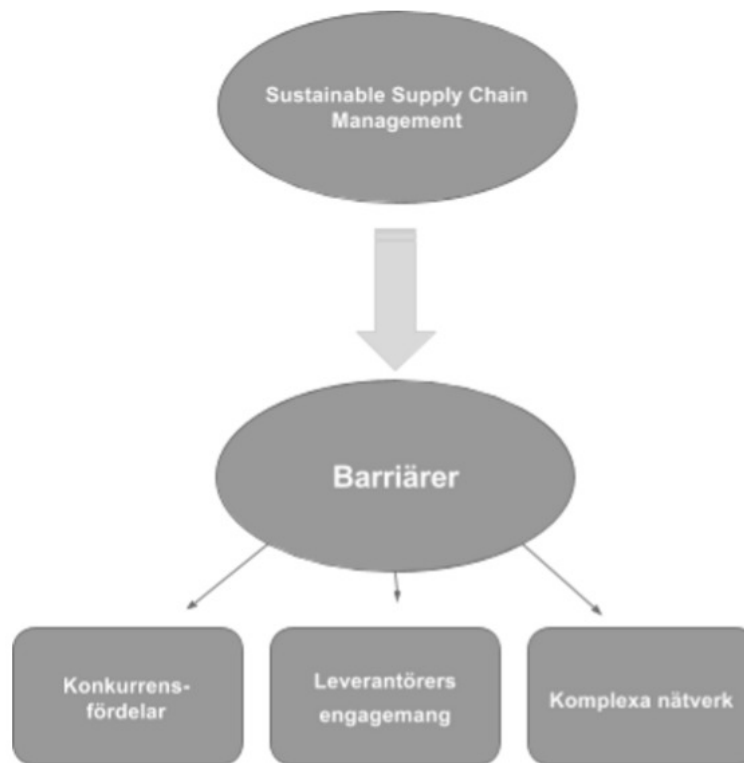 Sustainable Supply Chain
Management
Barriärer
Konkurrens-
fördelar
Leverantörers
engagemang
Komplexa nätverk